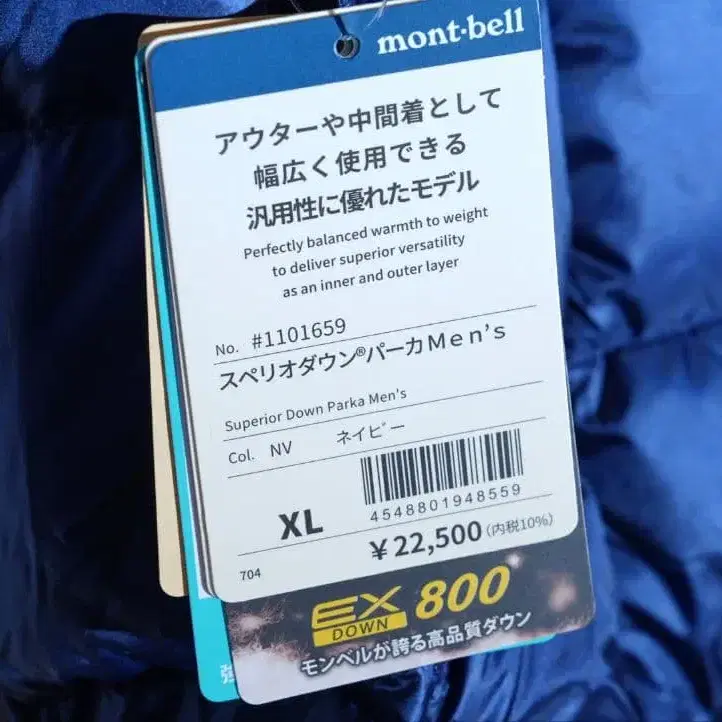 mont-bell
アウターや中間着として
幅広く使用できる
汎用性に優れたモデル
Perfectly balanced warmth to weight
to deliver superior versatility
as an inner and outer layer
No. #1101659
スペリオダウン®パーカMen's
Superior Down Parka Men's
Col. NV ネイビー
XL
4548801948559
¥22,500(内税10%)
704
EX 800
DOWN
モンベルが誇る高品質ダウン
強